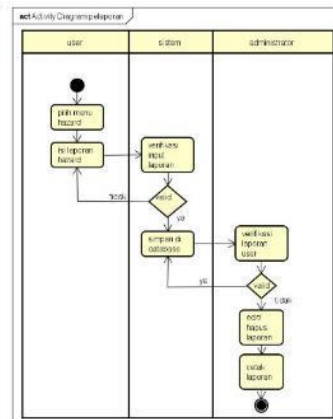 act Activity Diagram pelaporan
user
sistem
administrator
pilih menu
hazard
isi laporan
hazard
verifikasi
input
laporan
tidak
valid
ya
simpan di
database
verifikasi
laporan
user
ya
valid
tidak
edit
hapus
laporan
cetak
laporan